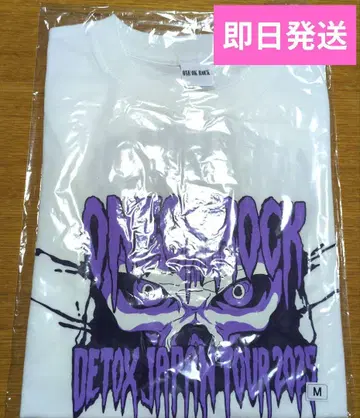 即日発送
ONE OK ROCK
DETOX JAPAN TOUR 2025
M